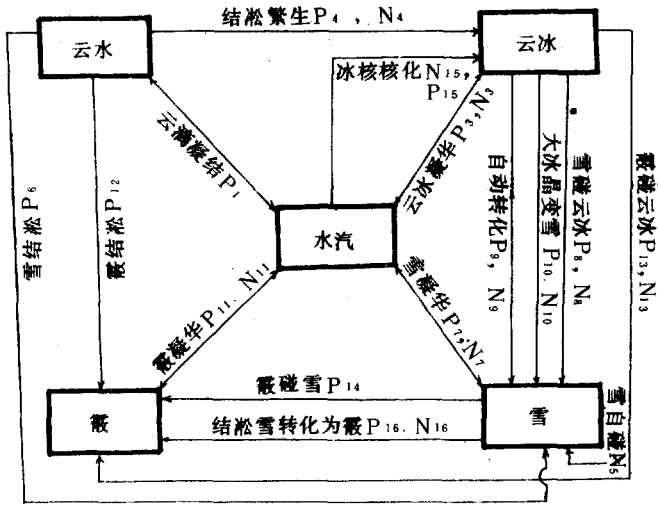 结淞繁生P₄、N₄
云水
云冰
冰核核化N₁₅,
P₁₅
云滴凝结P₁
云冰凝华P₃,N₃
雪结淞P₆
霰结淞P₁₂
水汽
自动转化P₉,N₉
大冰晶变雪P₁₀.N₁₀
雪碰云冰P₈,N₈
霰碰云冰P₁₃,N₁₃
霰凝华P₁₁.N₁₁
雪凝华P₇,N₇
霰碰雪P₁₄
霰
雪
结淞雪转化为霰P₁₆.N₁₆
雪自碰N₅